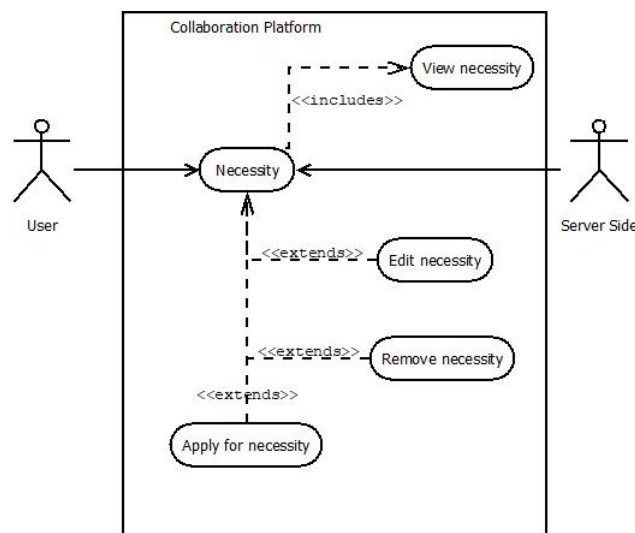 Collaboration Platform
View necessity
<<includes>>
Necessity
User
Server Side
<<extends>>
Edit necessity
<<extends>>
Remove necessity
<<extends>>
Apply for necessity